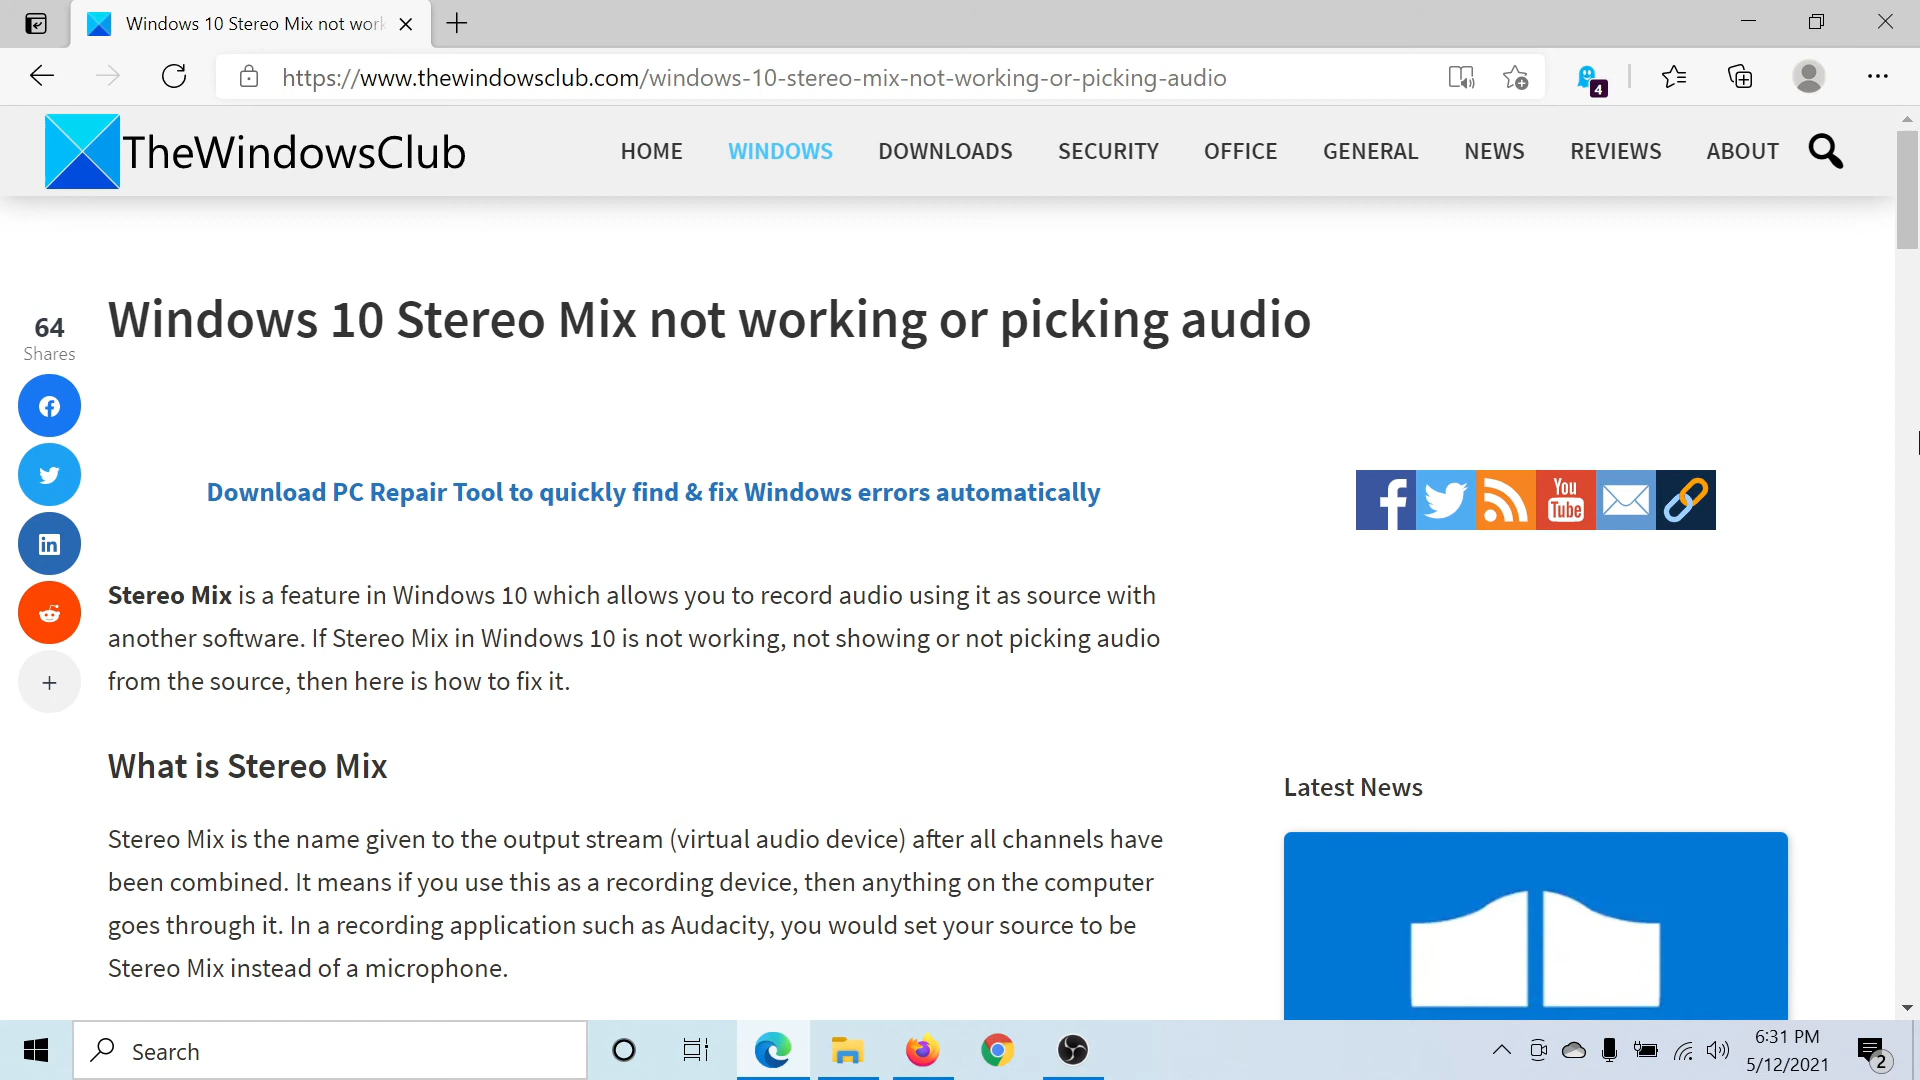 Windows 10 Stereo Mix not work
https://www.thewindowsclub.com/windows-10-stereo-mix-not-working-or-picking-audio
4
TheWindowsClub
HOME WINDOWS DOWNLOADS SECURITY OFFICE GENERAL NEWS REVIEWS ABOUT
Windows 10 Stereo Mix not working or picking audio
64
Shares
Download PC Repair Tool to quickly find & fix Windows errors automatically
You
Tube
Stereo Mix is a feature in Windows 10 which allows you to record audio using it as source with
another software. If Stereo Mix in Windows 10 is not working, not showing or not picking audio
from the source, then here is how to fix it.
What is Stereo Mix
Stereo Mix is the name given to the output stream (virtual audio device) after all channels have
been combined. It means if you use this as a recording device, then anything on the computer
goes through it. In a recording application such as Audacity, you would set your source to be
Stereo Mix instead of a microphone.
Latest News
Search
6:31 PM
5/12/2021
2